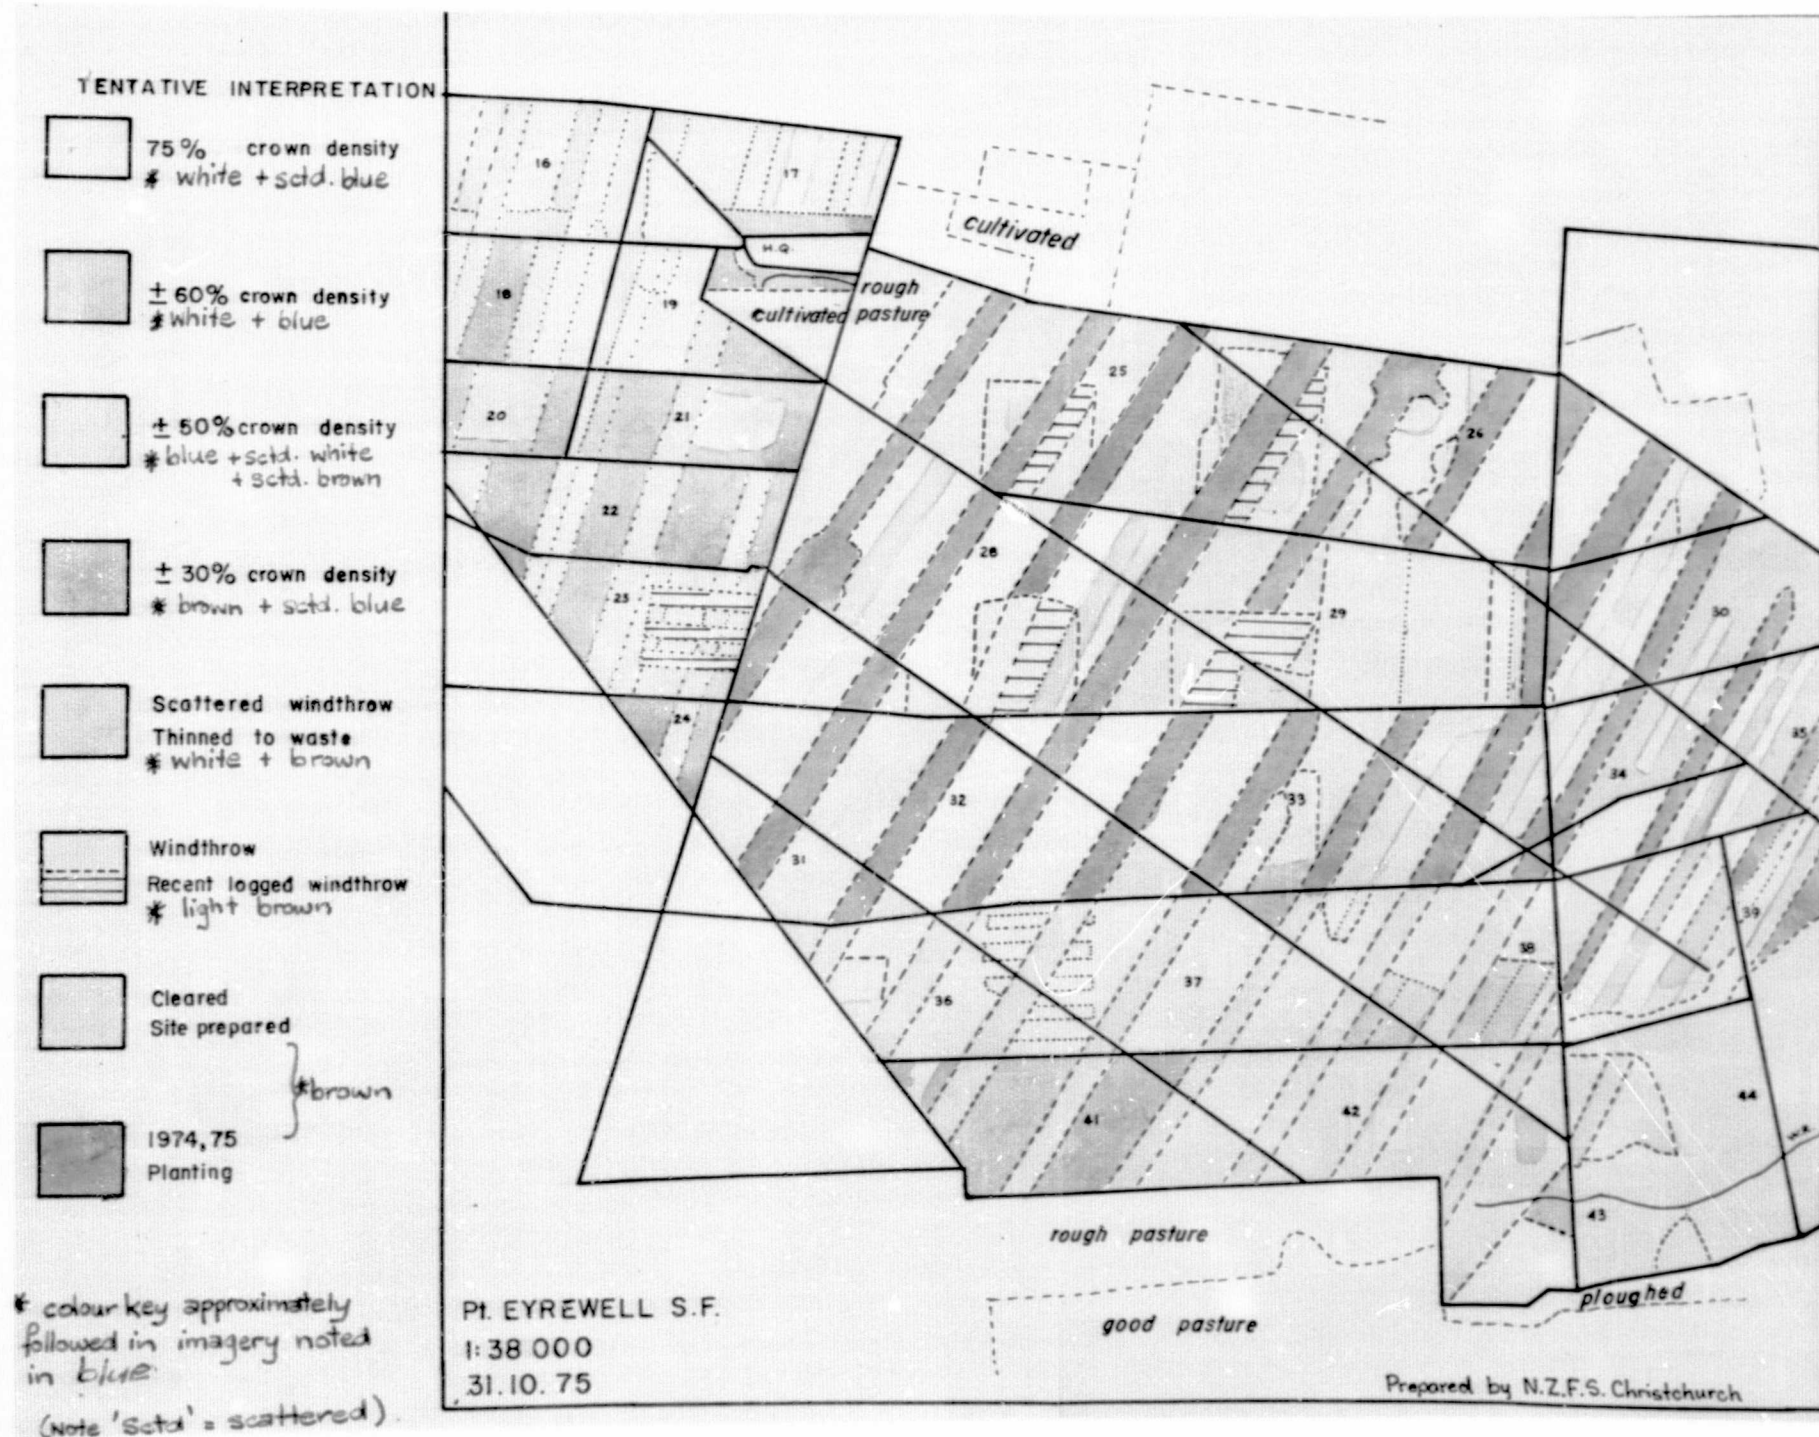 TENTATIVE INTERPRETATION
75% crown density
* white + sctd. blue
± 60% crown density
* white + blue
± 50% crown density
* blue + sctd. white
+ sctd. brown
± 30% crown density
* brown + sctd. blue
Scattered windthrow
Thinned to waste
* white + brown
Windthrow
Recent logged windthrow
* light brown
Cleared
Site prepared
* brown
1974,75
Planting
* colour key approximately
followed in imagery noted
in blue
(Note 'Sctd' = scattered).
16
17
cultivated
H.Q.
18
19
rough
cultivated pasture
25
20
21
26
22
28
23
29
30
24
35
34
32
33
31
39
38
36
37
44
41
42
W.R.
43
rough pasture
ploughed
good pasture
Pt. EYREWELL S.F.
1:38 000
31.10.75
Prepared by N.Z.F.S. Christchurch